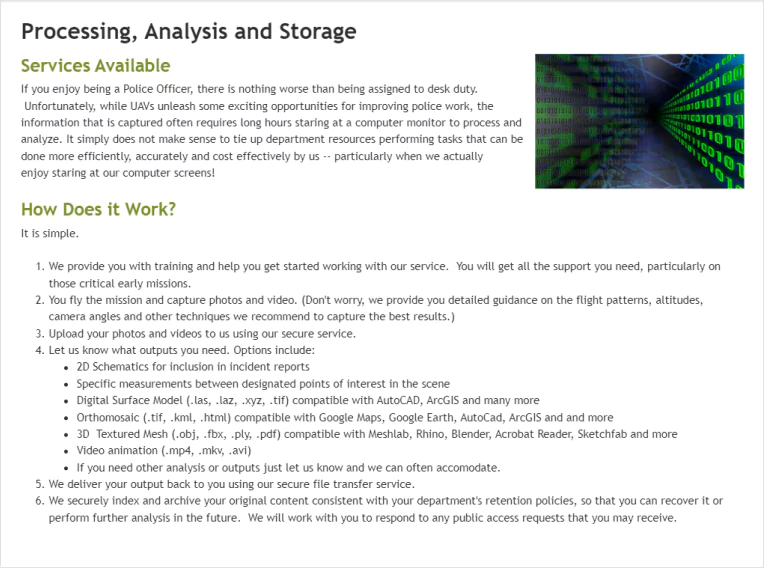 Processing, Analysis and Storage
Services Available
If you enjoy being a Police Officer, there is nothing worse than being assigned to desk duty.
Unfortunately, while UAVs unleash some exciting opportunities for improving police work, the
information that is captured often requires long hours staring at a computer monitor to process and
analyze. It simply does not make sense to tie up department resources performing tasks that can be
done more efficiently, accurately and cost effectively by us -- particularly when we actually
enjoy staring at our computer screens!
How Does it Work?
It is simple.
1. We provide you with training and help you get started working with our service.  You will get all the support you need, particularly on
those critical early missions.
2. You fly the mission and capture photos and video. (Don't worry, we provide you detailed guidance on the flight patterns, altitudes,
camera angles and other techniques we recommend to capture the best results.)
3. Upload your photos and videos to us using our secure service.
4. Let us know what outputs you need. Options include:
• 2D Schematics for inclusion in incident reports
• Specific measurements between designated points of interest in the scene
• Digital Surface Model (.las, .laz, .xyz, .tif) compatible with AutoCAD, ArcGIS and many more
• Orthomosaic (.tif, .kml, .html) compatible with Google Maps, Google Earth, AutoCad, ArcGIS and and more
• 3D  Textured Mesh (.obj, .fbx, .ply, .pdf) compatible with Meshlab, Rhino, Blender, Acrobat Reader, Sketchfab and more
• Video animation (.mp4, .mkv, .avi)
• If you need other analysis or outputs just let us know and we can often accomodate.
5. We deliver your output back to you using our secure file transfer service.
6. We securely index and archive your original content consistent with your department's retention policies, so that you can recover it or
perform further analysis in the future.  We will work with you to respond to any public access requests that you may receive.